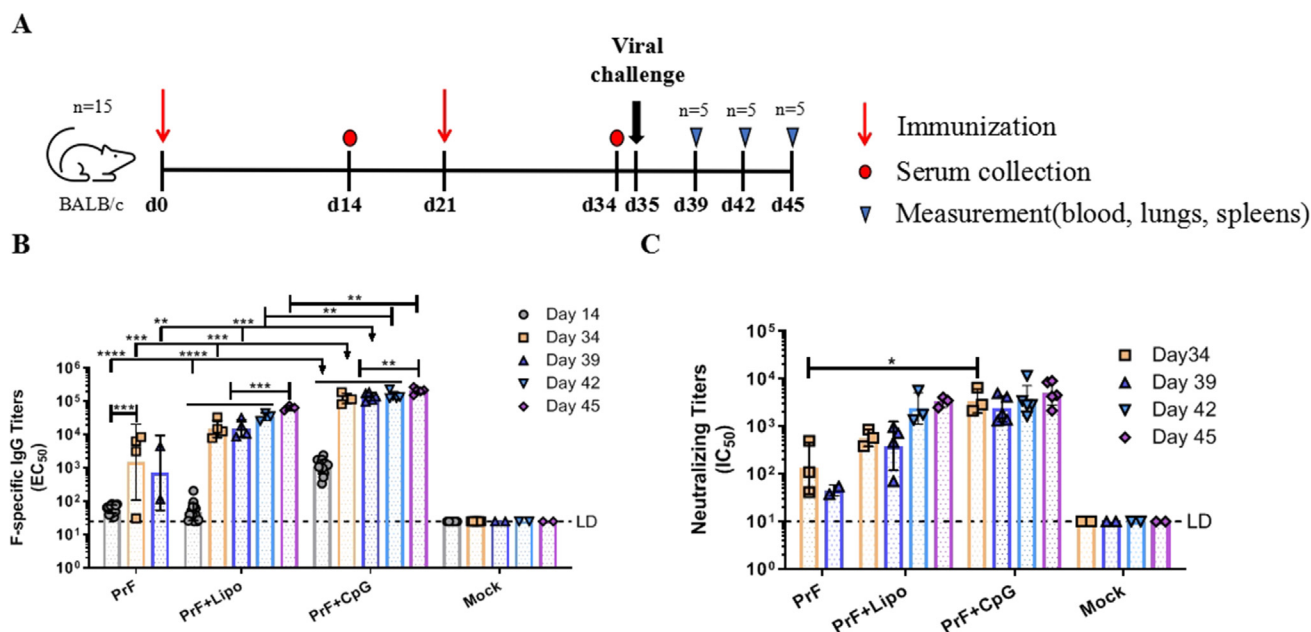 A
Viral
challenge
n=15
n=5 n=5 n=5
BALB/c
d0 d14 d21 d34 d35 d39 d42 d45
Immunization
Serum collection
Measurement(blood, lungs, spleens)
B
F-specific IgG Titers
(EC50)
10^6
10^5
10^4
10^3
10^2
10^1
10^0
**
**
** ***
*** ***
**** ****
***
***
**
Day 14
Day 34
Day 39
Day 42
Day 45
LD
PrF
PrF+Lipo
PrF+CpG
Mock
C
Neutralizing Titers
(IC50)
10^5
10^4
10^3
10^2
10^1
10^0
*
Day34
Day 39
Day 42
Day 45
LD
PrF
PrF+Lipo
PrF+CpG
Mock